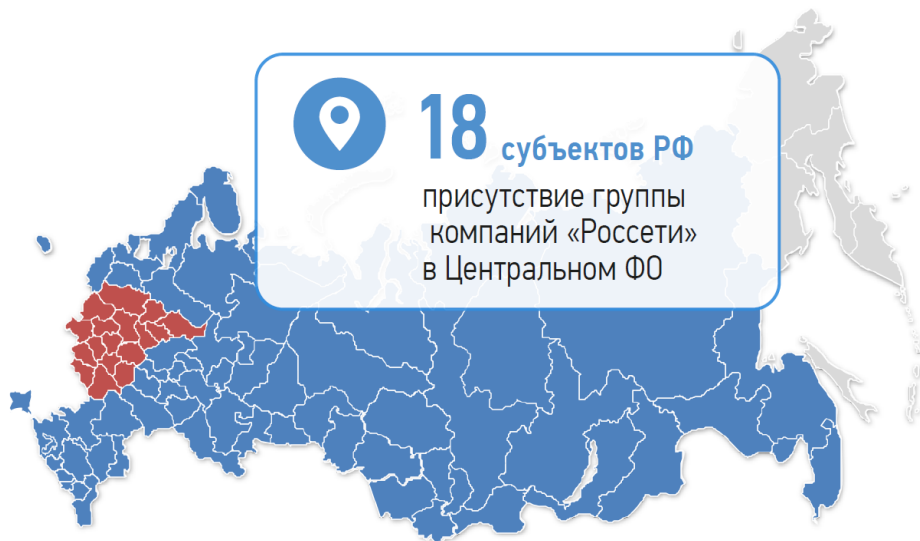 18 субъектов РФ
присутствие группы
компаний «Россети»
в Центральном ФО